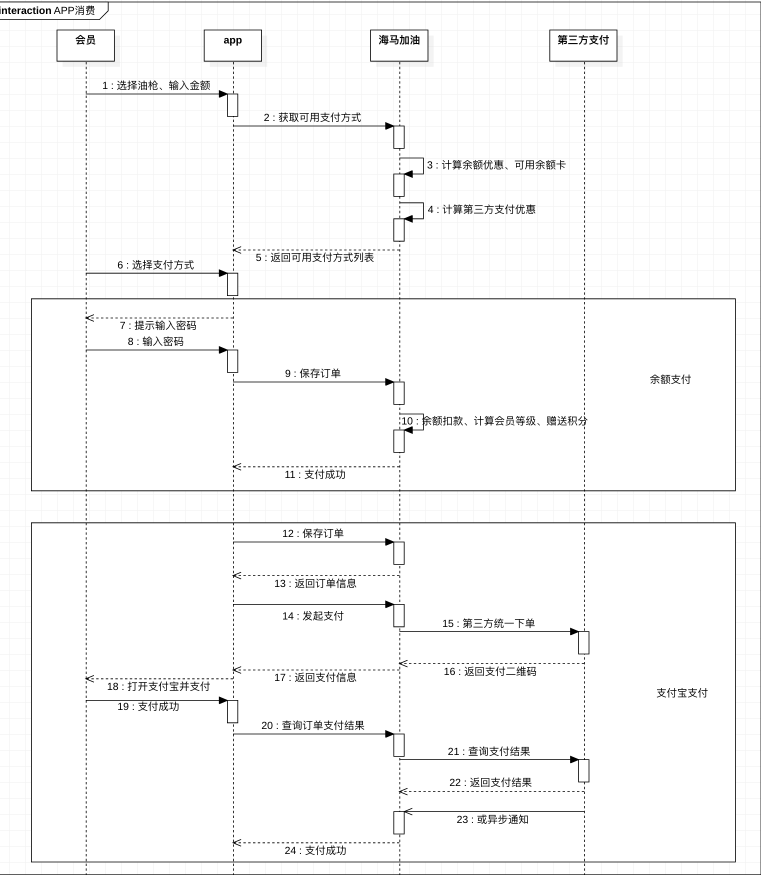 interaction APP消费
会员
app
海马加油
第三方支付
1 : 选择油枪、输入金额
2 : 获取可用支付方式
3 : 计算余额优惠、可用余额卡
4 : 计算第三方支付优惠
5 : 返回可用支付方式列表
6 : 选择支付方式
7 : 提示输入密码
8 : 输入密码
9 : 保存订单
余额支付
10 : 余额扣款、计算会员等级、赠送积分
11 : 支付成功
12 : 保存订单
13 : 返回订单信息
14 : 发起支付
15 : 第三方统一下单
16 : 返回支付二维码
17 : 返回支付信息
18 : 打开支付宝并支付
支付宝支付
19 : 支付成功
20 : 查询订单支付结果
21 : 查询支付结果
22 : 返回支付结果
23 : 或异步通知
24 : 支付成功